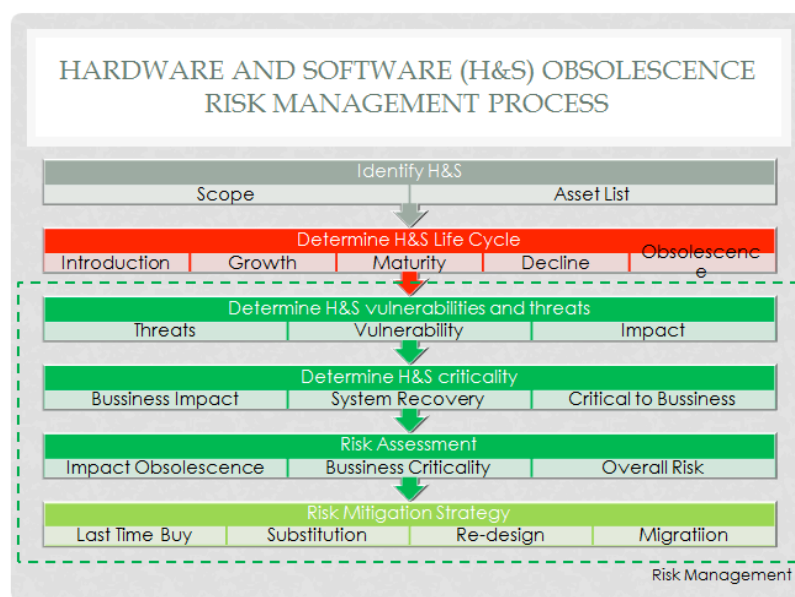 HARDWARE AND SOFTWARE (H&S) OBSOLESCENCE
RISK MANAGEMENT PROCESS
Identify H&S
Scope Asset List
Determine H&S Life Cycle
Introduction Growth Maturity Decline Obsolescenc
e
Determine H&S vulnerabilities and threats
Threats Vulnerability Impact
Determine H&S criticality
Bussiness Impact System Recovery Critical to Bussiness
Risk Assessment
Impact Obsolescence Bussiness Criticality Overall Risk
Risk Mitigation Strategy
Last Time Buy Substitution Re-design Migratiion
Risk Management